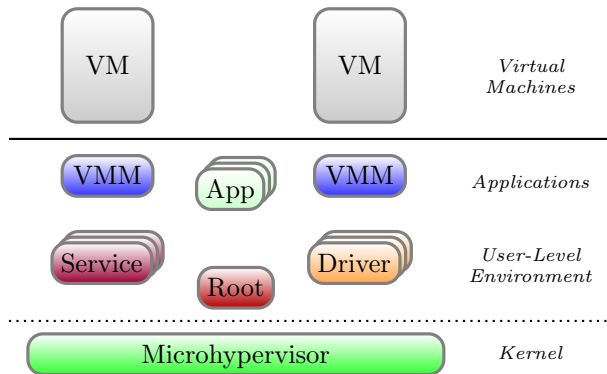 VM
VM
Virtual
Machines
VMM
App
VMM
Applications
Service
Root
Driver
User-Level
Environment
Microhypervisor
Kernel